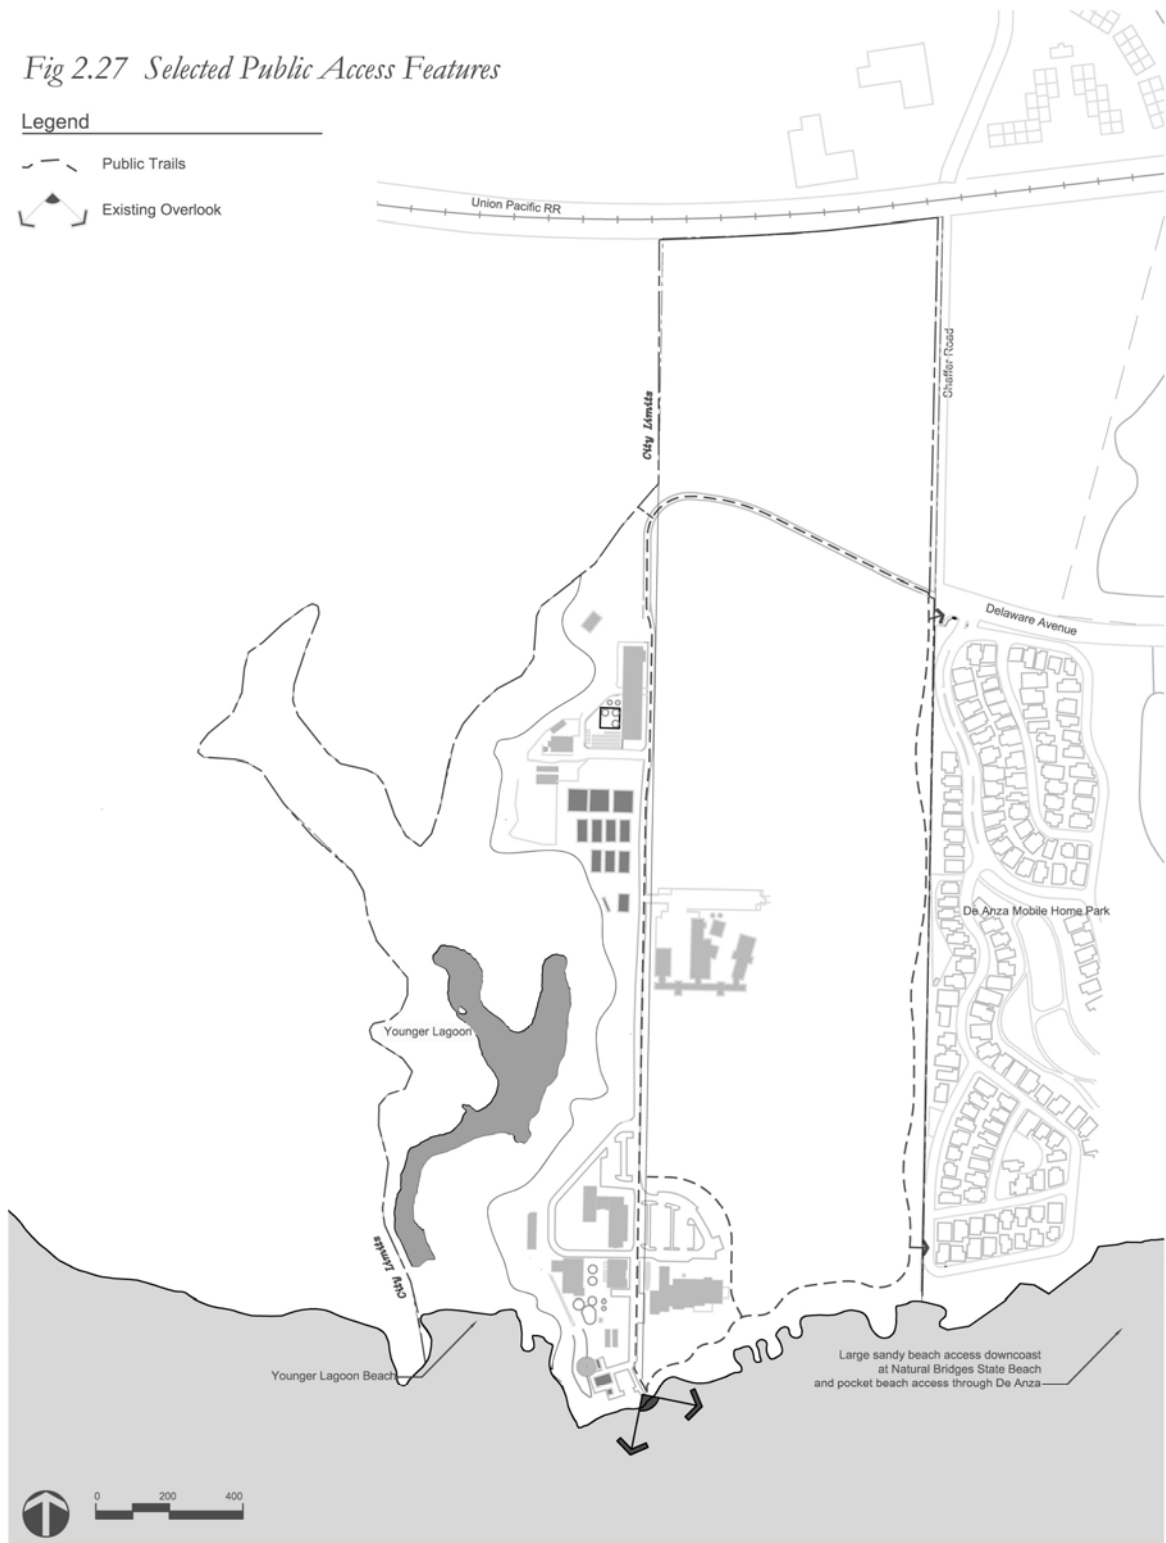 Fig 2.27 Selected Public Access Features
Legend
Public Trails
Existing Overlook
Union Pacific RR
Shaffer Road
City Limits
Delaware Avenue
De Anza Mobile Home Park
Younger Lagoon
City Limits
Younger Lagoon Beach
Large sandy beach access downcoast
at Natural Bridges State Beach
and pocket beach access through De Anza
0 200 400